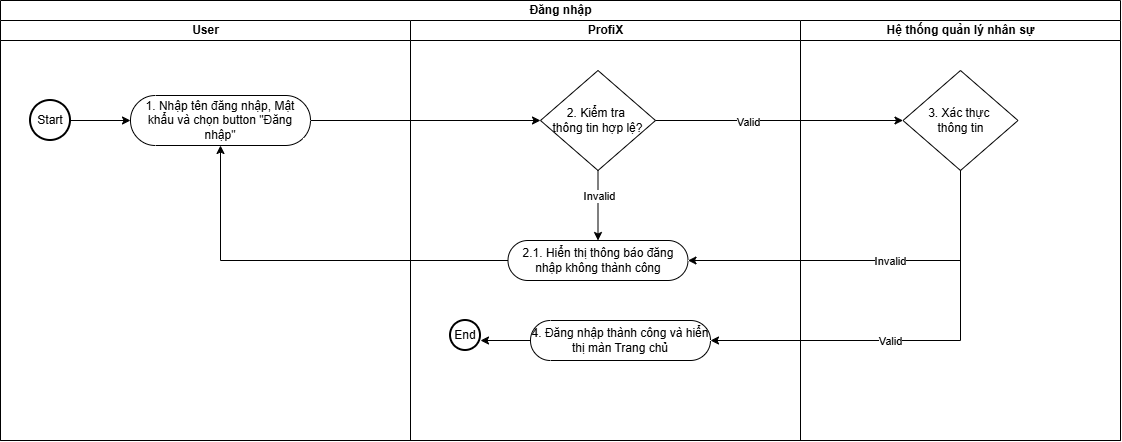 Đăng nhập
User
ProfiX
Hệ thống quản lý nhân sự
Start
1. Nhập tên đăng nhập, Mật
khẩu và chọn button "Đăng
nhập"
2. Kiểm tra
thông tin hợp lệ?
Valid
3. Xác thực
thông tin
Invalid
2.1. Hiển thị thông báo đăng
nhập không thành công
Invalid
End
4. Đăng nhập thành công và hiển
thị màn Trang chủ
Valid